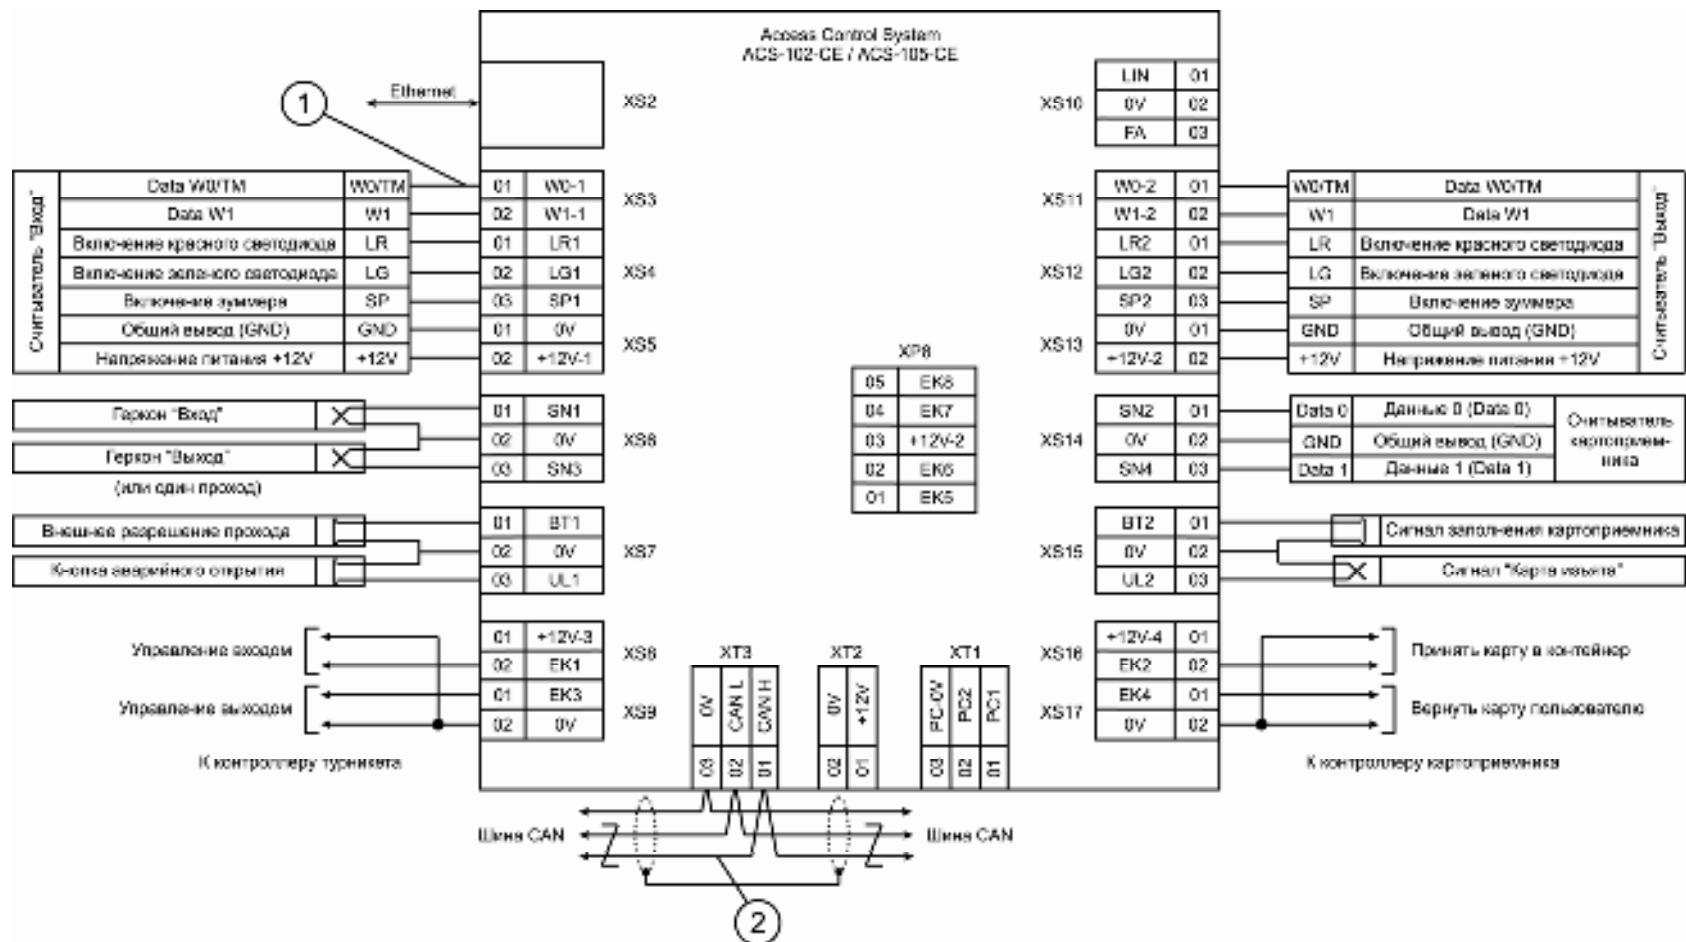 Access Control System
ACS-102-CE / ACS-105-CE
1
Ethernet
XS2
XS10
LIN 01
0V 02
FA 03
Считыватель "Вход"
Data W0/TM W0/TM 01 W0-1
Data W1 W1 02 W1-1
XS3
Включение красного светодиода LR 01 LR1
Включение зеленого светодиода LG 02 LG1
Включение зуммера SP 03 SP1
XS4
Общий вывод (GND) GND 01 0V
Напряжение питания +12V +12V 02 +12V-1
XS5
XS11
W0-2 01 W0/TM Data W0/TM
W1-2 02 W1 Data W1
XS12
LR2 01 LR Включение красного светодиода
LG2 02 LG Включение зеленого светодиода
SP2 03 SP Включение зуммера
XS13
0V 01 GND Общий вывод (GND)
+12V-2 02 +12V Напряжение питания +12V
Считыватель "Выход"
XP8
05 EK8
04 EK7
03 +12V-2
02 EK6
01 EK5
Геркон "Вход" 01 SN1
02 0V
Геркон "Выход" 03 SN3
(или один проход)
XS6
XS14
SN2 01 Data 0 Данные 0 (Data 0)
0V 02 GND Общий вывод (GND)
SN4 03 Data 1 Данные 1 (Data 1)
Считыватель
картоприем-
ника
Внешнее разрешение прохода 01 BT1
02 0V
Кнопка аварийного открытия 03 UL1
XS7
XS15
BT2 01 Сигнал заполнения картоприемника
0V 02
UL2 03 Сигнал "Карта изъята"
Управление входом
01 +12V-3
02 EK1
XS8
Управление выходом
01 EK3
02 0V
XS9
К контроллеру турникета
XT3
0V CAN L CAN H
03 02 01
XT2
0V +12V
02 01
XT1
PC-0V PC2 PC1
03 02 01
XS16
+12V-4 01
EK2 02
Принять карту в контейнер
XS17
EK4 01
0V 02
Вернуть карту пользователю
К контроллеру картоприемника
Шина CAN
Шина CAN
2